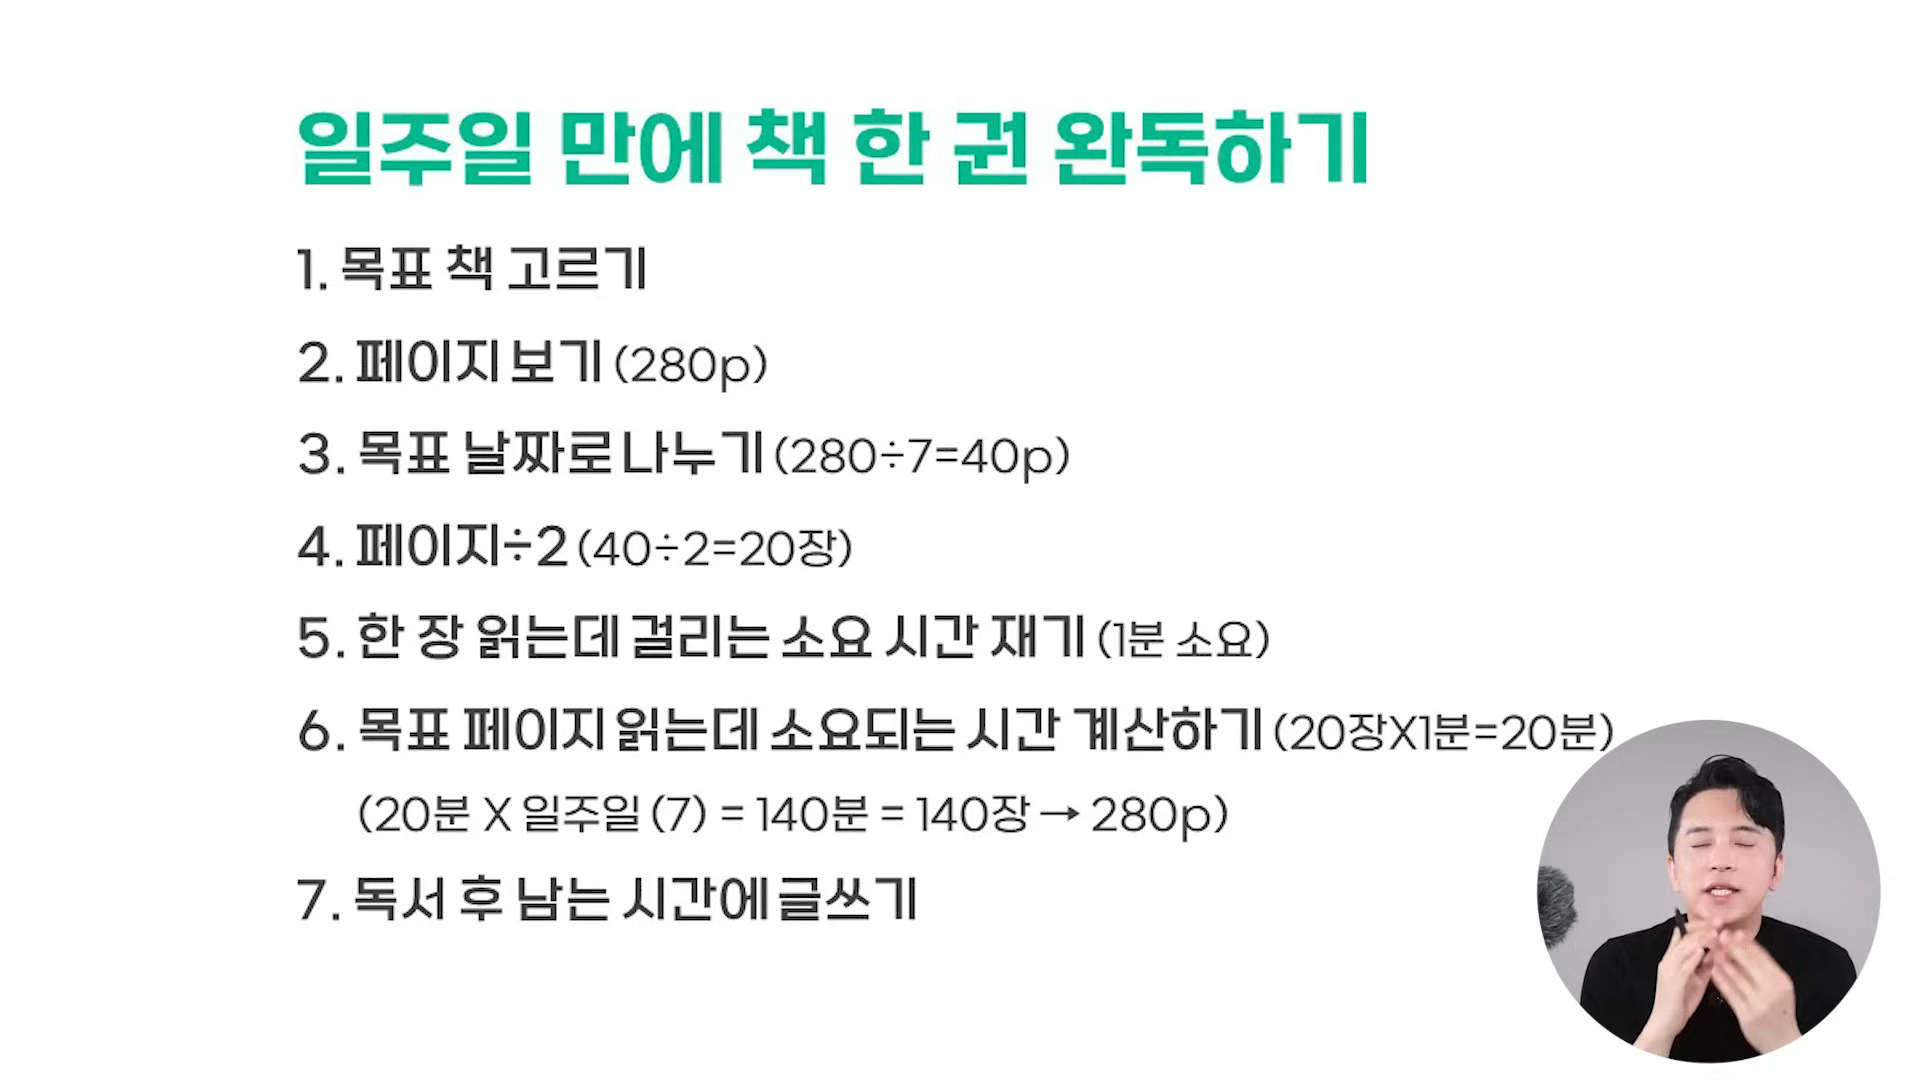 일주일 만에 책 한 권 완독하기
1. 목표 책 고르기
2. 페이지 보기 (280p)
3. 목표 날짜로 나누기 (280÷7=40p)
4. 페이지÷2 (40÷2=20장)
5. 한 장 읽는데 걸리는 소요 시간 재기 (1분 소요)
6. 목표 페이지 읽는데 소요되는 시간 계산하기 (20장X1분=20분)
(20분 X 일주일 (7) = 140분 = 140장 → 280p)
7. 독서 후 남는 시간에 글쓰기